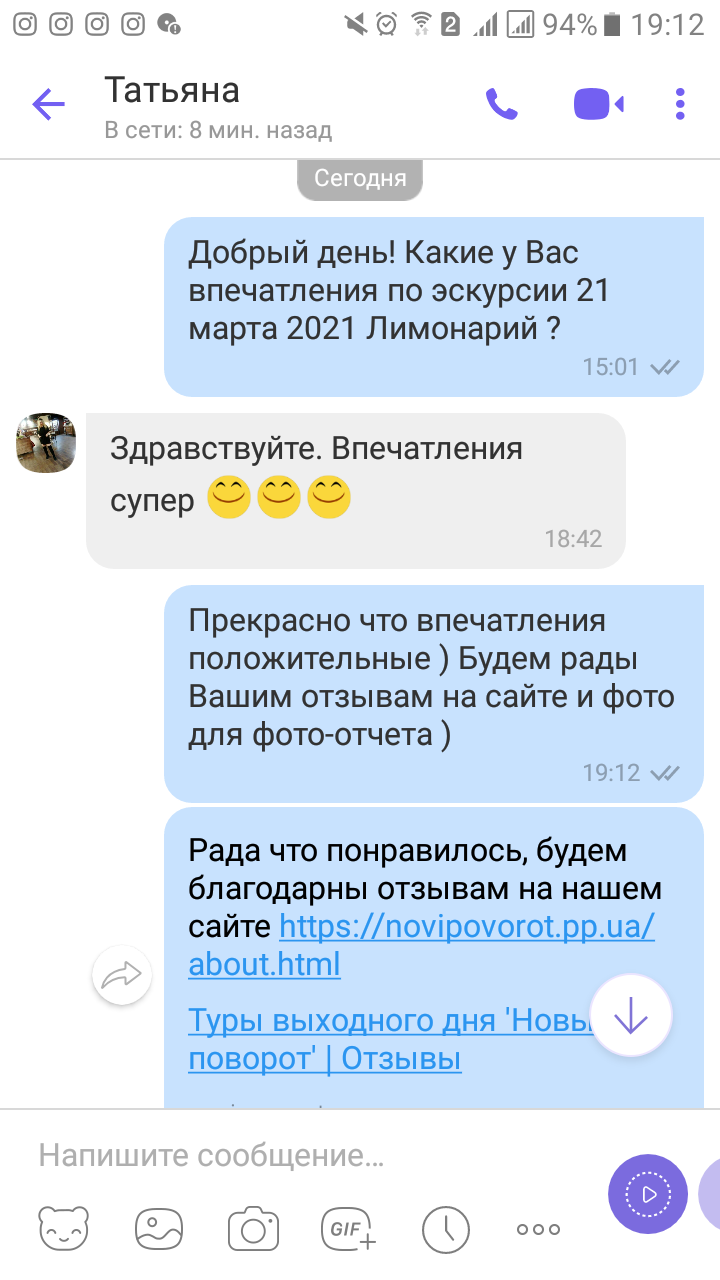 2 94% 19:12
Татьяна
В сети: 8 мин. назад
Сегодня
Добрый день! Какие у Вас
впечатления по эскурсии 21
марта 2021 Лимонарий ?
15:01
Здравствуйте. Впечатления
супер
18:42
Прекрасно что впечатления
положительные ) Будем рады
Вашим отзывам на сайте и фото
для фото-отчета )
19:12
Рада что понравилось, будем
благодарны отзывам на нашем
сайте https://novipovorot.pp.ua/
about.html
Туры выходного дня 'Новы
поворот' | Отзывы
Напишите сообщение...
GIF